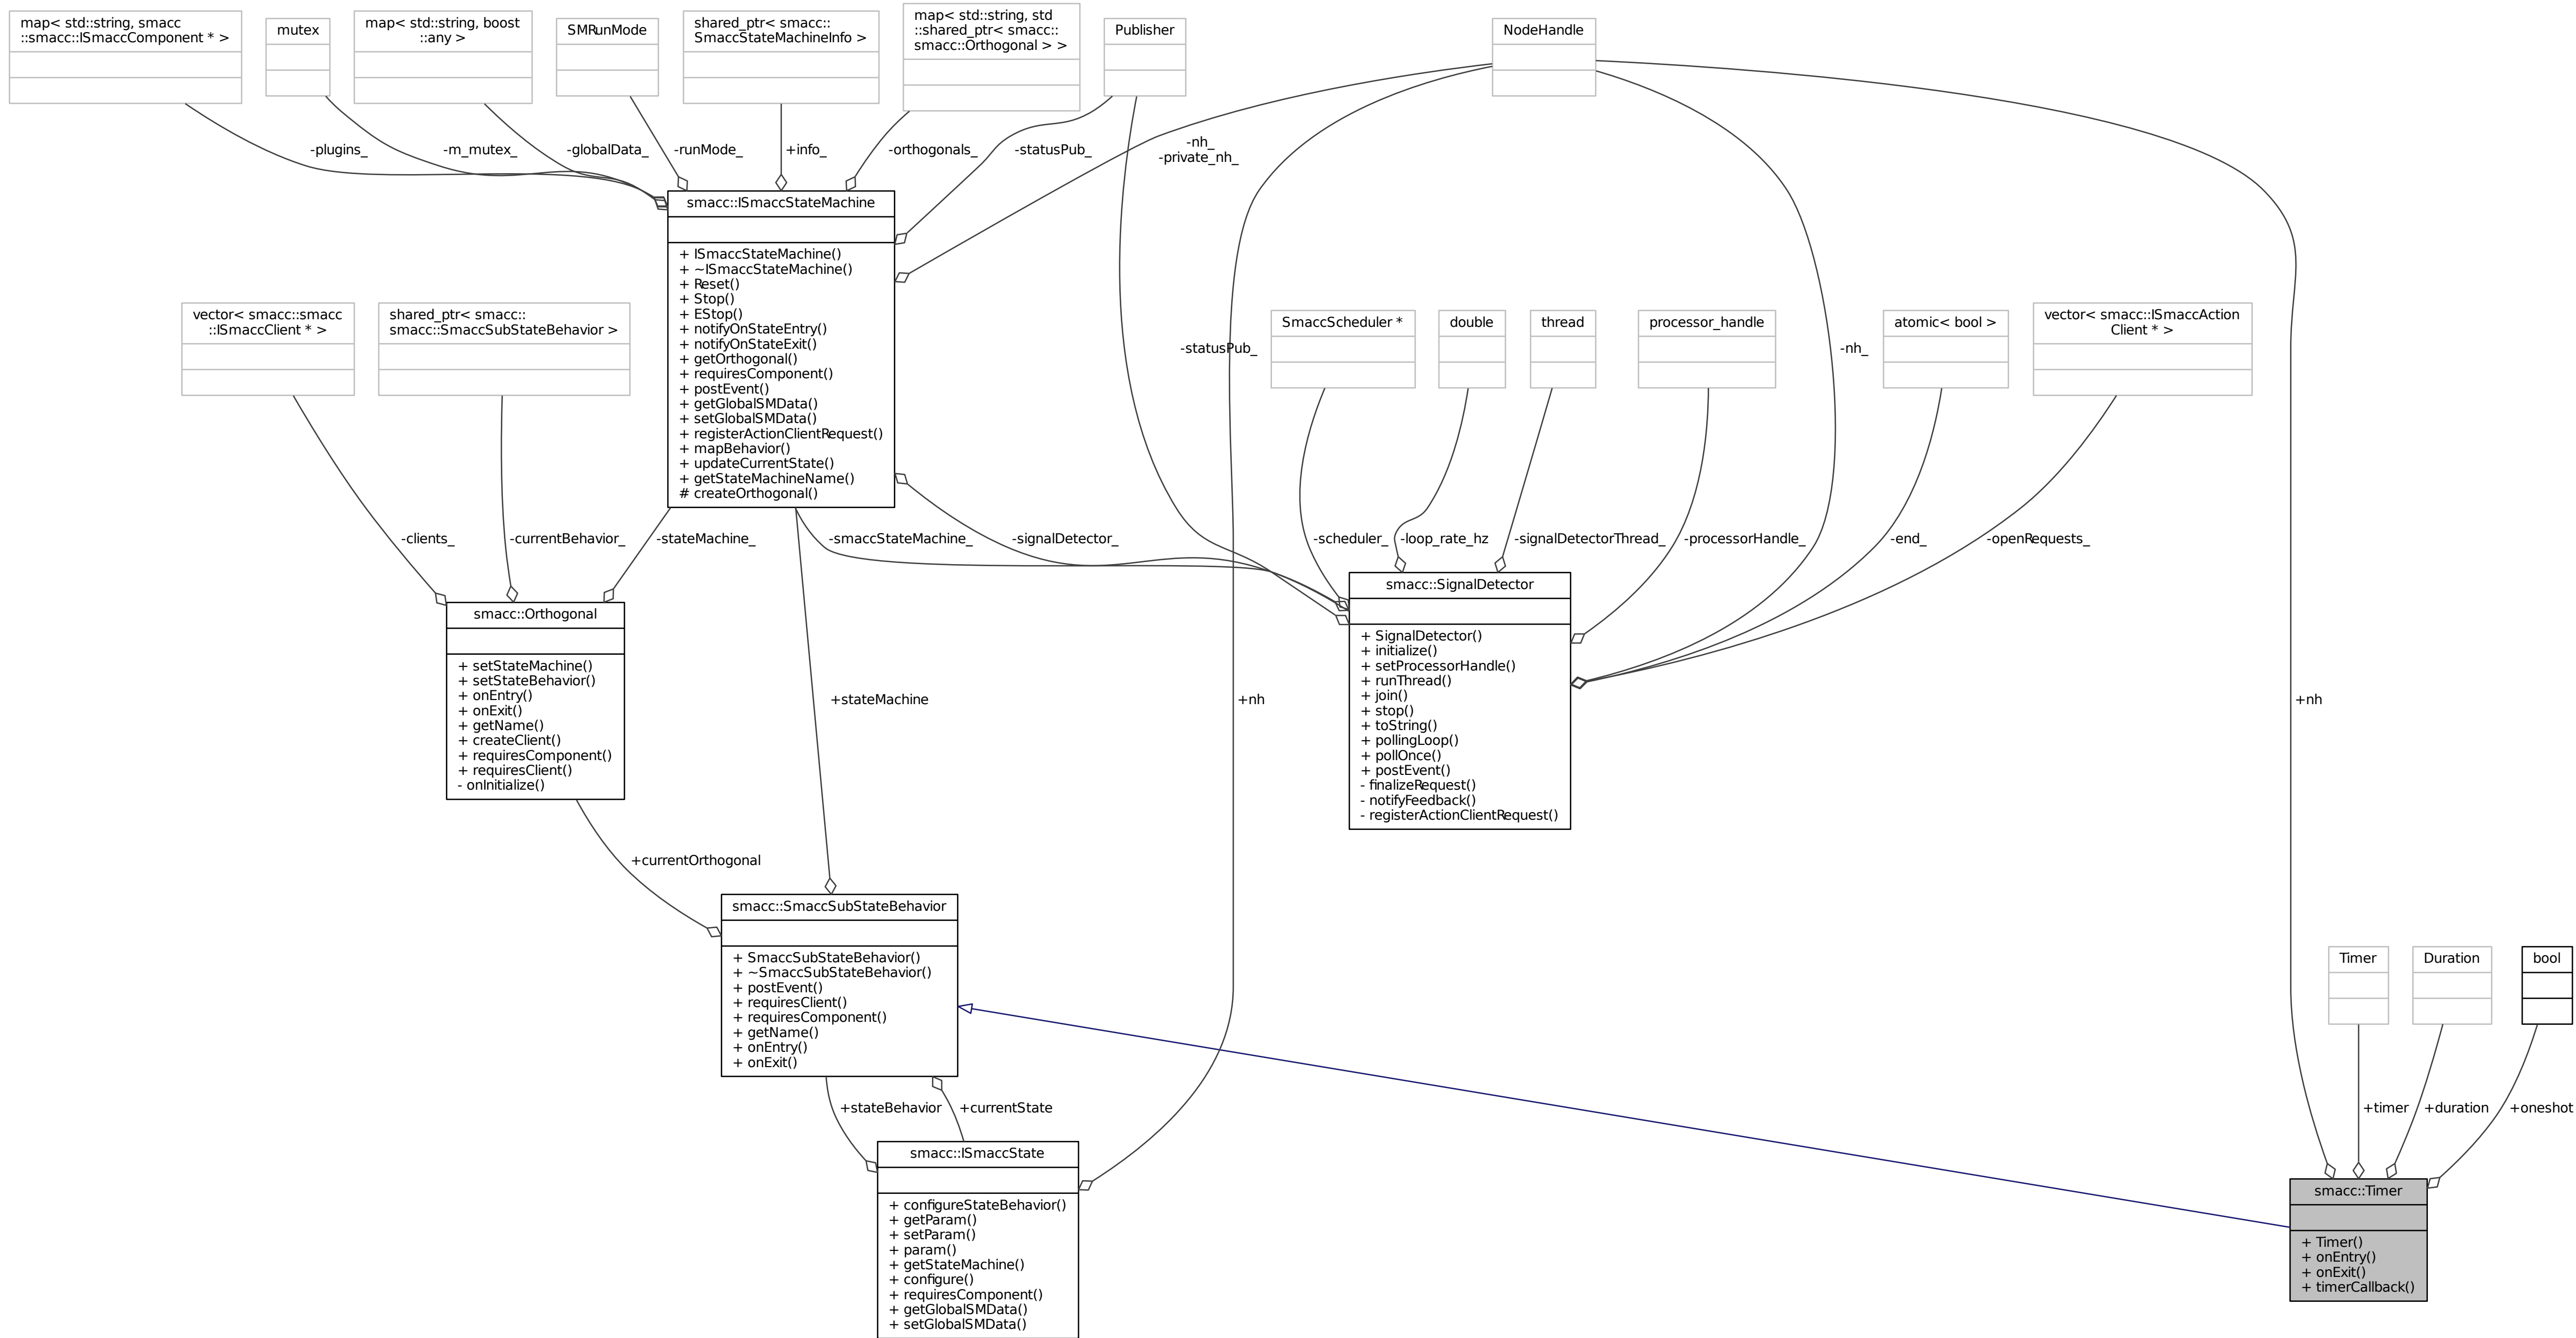 map< std::string, smacc
::smacc::ISmaccComponent * >
mutex
map< std::string, boost
::any >
SMRunMode
shared_ptr< smacc::
SmaccStateMachineInfo >
map< std::string, std
::shared_ptr< smacc::
smacc::Orthogonal > >
Publisher
NodeHandle
-plugins_
-m_mutex_
-globalData_
-runMode_
+info_
-orthogonals_
-statusPub_
-nh_
-private_nh_
smacc::ISmaccStateMachine
+ ISmaccStateMachine()
+ ~ISmaccStateMachine()
+ Reset()
+ Stop()
+ EStop()
+ notifyOnStateEntry()
+ notifyOnStateExit()
+ getOrthogonal()
+ requiresComponent()
+ postEvent()
+ getGlobalSMData()
+ setGlobalSMData()
+ registerActionClientRequest()
+ mapBehavior()
+ updateCurrentState()
+ getStateMachineName()
# createOrthogonal()
vector< smacc::smacc
::ISmaccClient * >
shared_ptr< smacc::
smacc::SmaccSubStateBehavior >
-statusPub_
SmaccScheduler *
double
thread
processor_handle
-nh_
atomic< bool >
vector< smacc::ISmaccAction
Client * >
-clients_
-currentBehavior_
-stateMachine_
-smaccStateMachine_
-signalDetector_
-scheduler_
-loop_rate_hz
-signalDetectorThread_
-processorHandle_
-end_
-openRequests_
smacc::Orthogonal
+ setStateMachine()
+ setStateBehavior()
+ onEntry()
+ onExit()
+ getName()
+ createClient()
+ requiresComponent()
+ requiresClient()
- onInitialize()
smacc::SignalDetector
+ SignalDetector()
+ initialize()
+ setProcessorHandle()
+ runThread()
+ join()
+ stop()
+ toString()
+ pollingLoop()
+ pollOnce()
+ postEvent()
- finalizeRequest()
- notifyFeedback()
- registerActionClientRequest()
+stateMachine
+nh
+nh
+currentOrthogonal
smacc::SmaccSubStateBehavior
+ SmaccSubStateBehavior()
+ ~SmaccSubStateBehavior()
+ postEvent()
+ requiresClient()
+ requiresComponent()
+ getName()
+ onEntry()
+ onExit()
Timer
Duration
bool
+stateBehavior
+currentState
+timer
+duration
+oneshot
smacc::ISmaccState
+ configureStateBehavior()
+ getParam()
+ setParam()
+ param()
+ getStateMachine()
+ configure()
+ requiresComponent()
+ getGlobalSMData()
+ setGlobalSMData()
smacc::Timer
+ Timer()
+ onEntry()
+ onExit()
+ timerCallback()